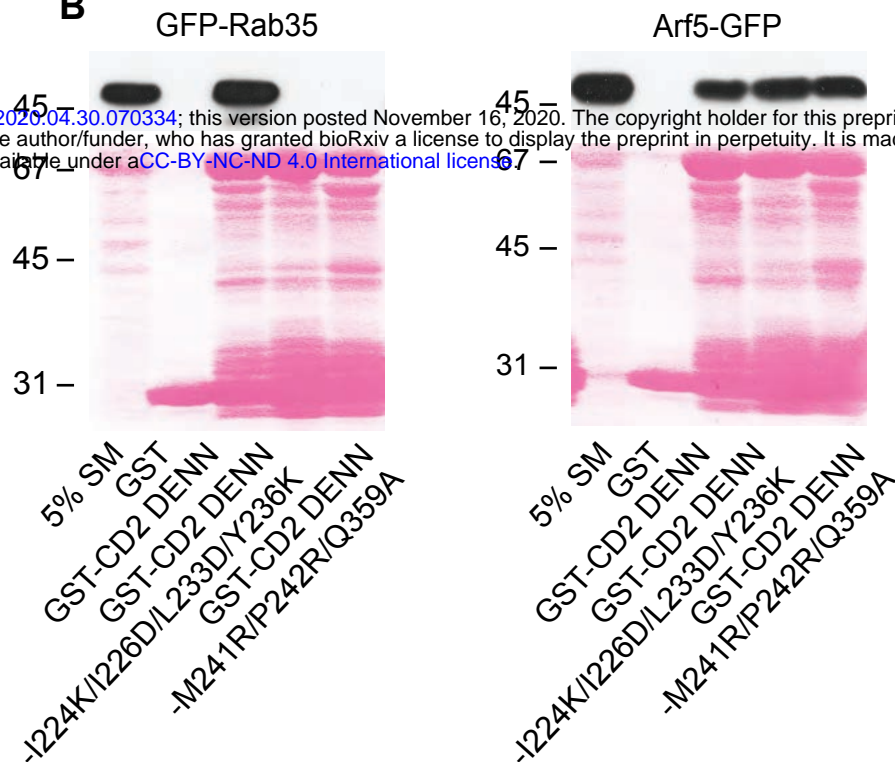 B
GFP-Rab35
Arf5-GFP
45
45
2020.04.30.070334; this version posted November 16, 2020. The copyright holder for this
author/funder, who has granted bioRxiv a license to display the preprint in perpetuity. It is
under aCC-BY-NC-ND 4.0 International license.
67
67
45
45
31
31
5% SM
GST
GST-CD2 DENN
GST-CD2 DENN
-I224K/I226D/L233D/Y236K
GST-CD2 DENN
-M241R/P242R/Q359A
5% SM
GST
GST-CD2 DENN
GST-CD2 DENN
-I224K/I226D/L233D/Y236K
GST-CD2 DENN
-M241R/P242R/Q359A